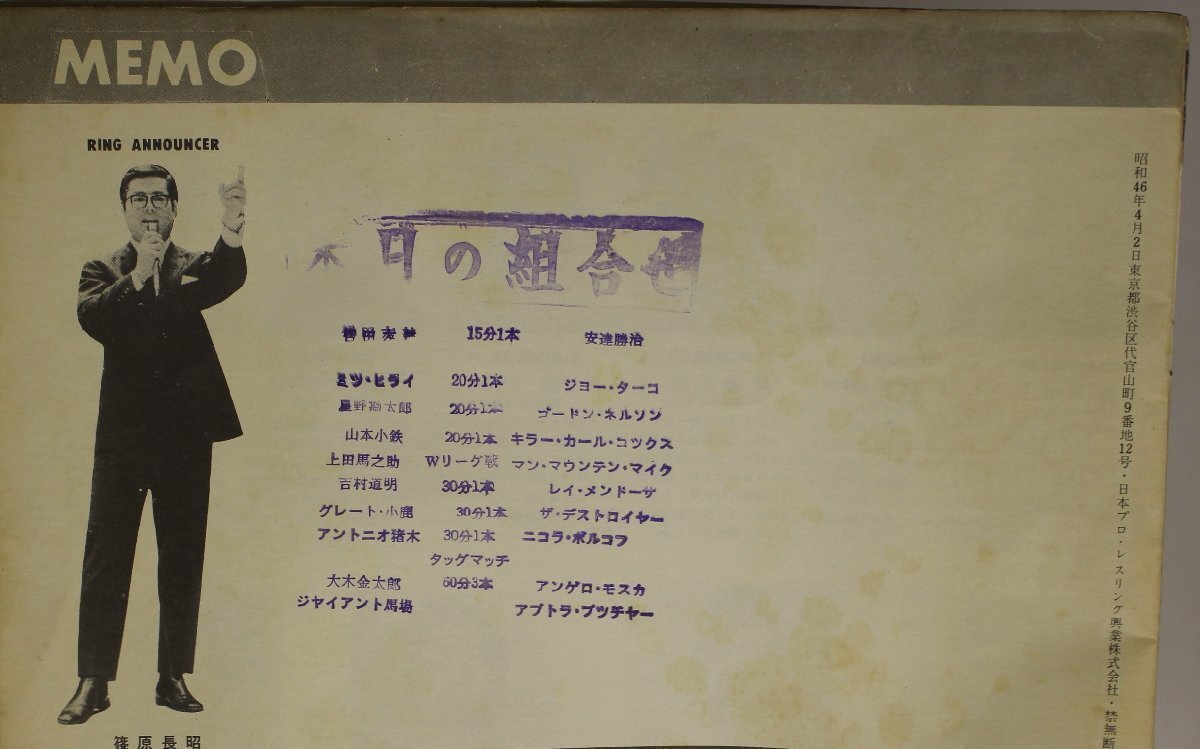 MEMO
RING ANNOUNCER
本日の組合せ
15分1本 安達勝治
ミツ・ヒライ 20分1本 ジョー・ターコ
星野勘太郎 20分1本 ゴードン・ネルソン
山本小鉄 20分1本 キラー・カール・コックス
上田馬之助 Wリーグ戦 マン・マウンテン・マイク
吉村道明 30分1本 レイ・メンドーサ
グレート・小鹿 30分1本 ザ・デストロイヤー
アントニオ猪木 30分1本 ニコラ・ボルコフ
タッグマッチ
大木金太郎 60分3本 アンゲロ・モスカ
ジヤイアント馬場 アブトラ・ブツチヤー
篠原長昭
昭和46年4月2日東京都渋谷区代官山町9番地12号・日本プロ・レスリング興業株式会社・禁無断